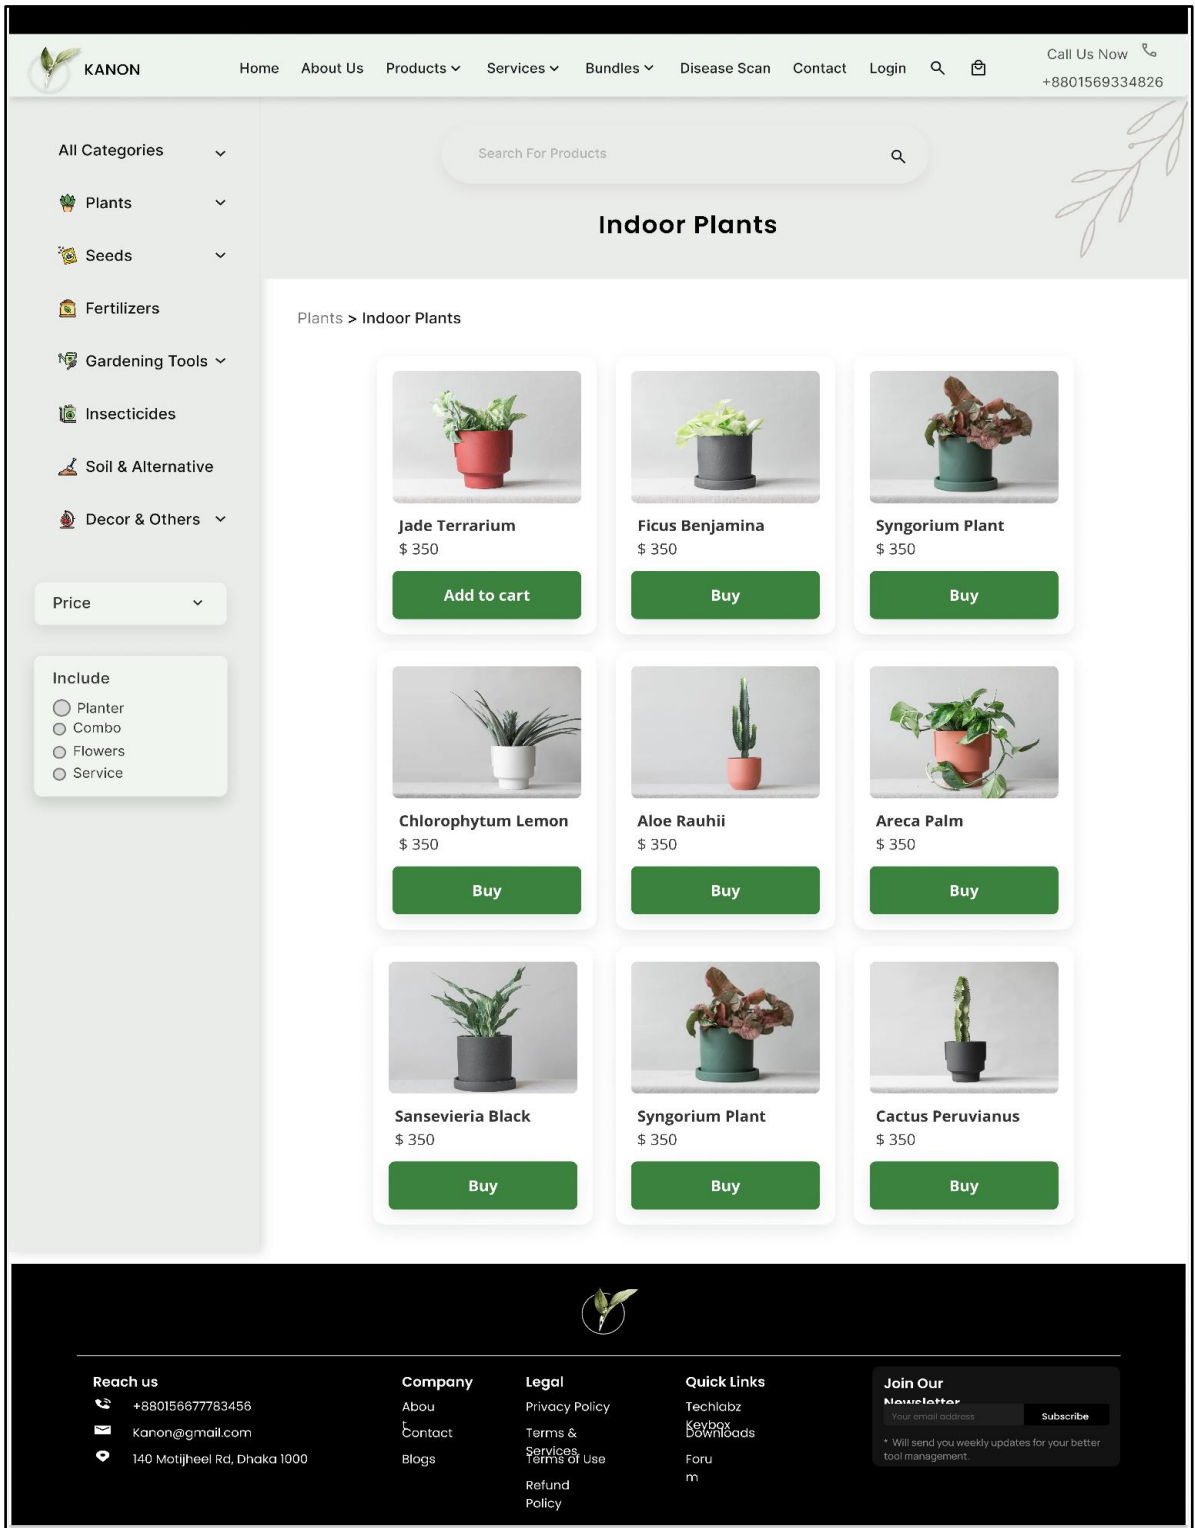 KANON
Home About Us Products Services Bundles Disease Scan Contact Login
Call Us Now
+8801569334826
All Categories
Plants
Seeds
Fertilizers
Gardening Tools
Insecticides
Soil & Alternative
Decor & Others
Price
Include
Planter
Combo
Flowers
Service
Search For Products
Indoor Plants
Plants > Indoor Plants
Jade Terrarium
$ 350
Add to cart
Ficus Benjamina
$ 350
Buy
Syngorium Plant
$ 350
Buy
Chlorophytum Lemon
$ 350
Buy
Aloe Rauhii
$ 350
Buy
Areca Palm
$ 350
Buy
Sansevieria Black
$ 350
Buy
Syngorium Plant
$ 350
Buy
Cactus Peruvianus
$ 350
Buy
Reach us
+880156677783456
Kanon@gmail.com
140 Motijheel Rd, Dhaka 1000
Company
Abou
t
Contact
Blogs
Legal
Privacy Policy
Terms &
Services
Terms of Use
Refund
Policy
Quick Links
Techlabz
Keybox
Downloads
Foru
m
Join Our
Newsletter
Your email address
Subscribe
* Will send you weekly updates for your better
tool management.